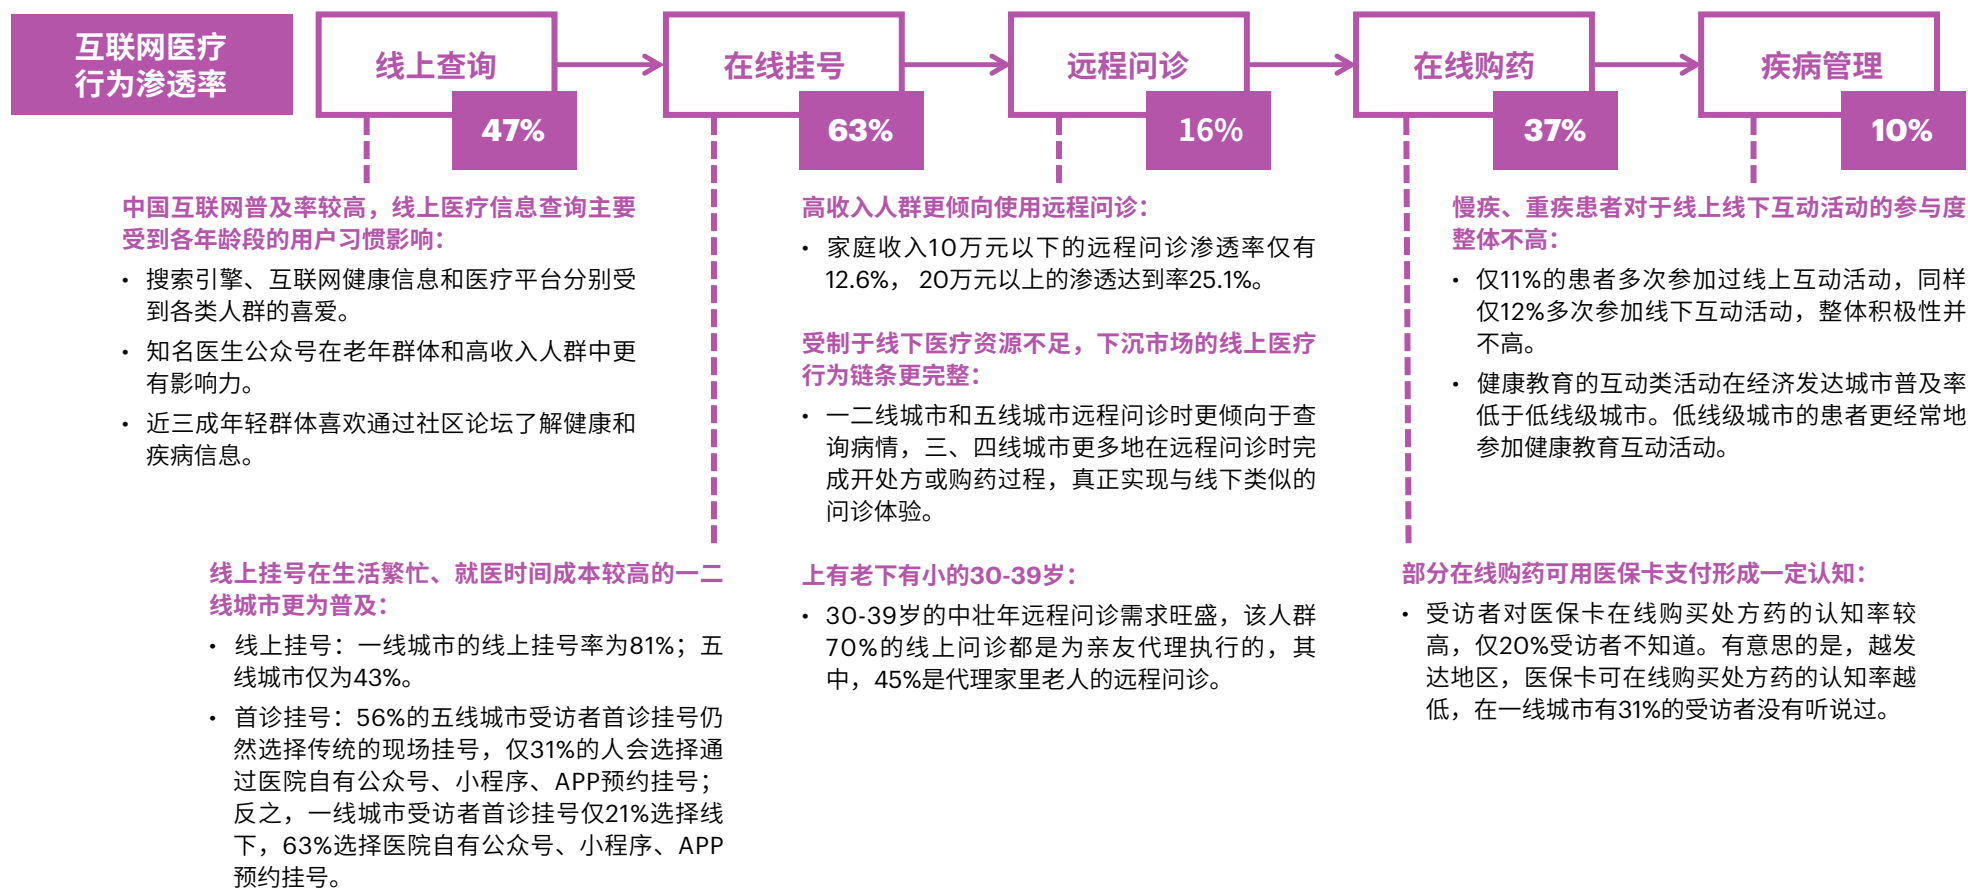 互联网医疗
行为渗透率
线上查询
47%
在线挂号
63%
远程问诊
16%
在线购药
37%
疾病管理
10%
中国互联网普及率较高，线上医疗信息查询主要
受到各年龄段的用户习惯影响：
• 搜索引擎、互联网健康信息和医疗平台分别受
到各类人群的喜爱。
• 知名医生公众号在老年群体和高收入人群中更
有影响力。
• 近三成年轻群体喜欢通过社区论坛了解健康和
疾病信息。
线上挂号在生活繁忙、就医时间成本较高的一二
线城市更为普及：
• 线上挂号：一线城市的线上挂号率为81%；五
线城市仅为43%。
• 首诊挂号：56%的五线城市受访者首诊挂号仍
然选择传统的现场挂号，仅31%的人会选择通
过医院自有公众号、小程序、APP预约挂号；
反之，一线城市受访者首诊挂号仅21%选择线
下，63%选择医院自有公众号、小程序、APP
预约挂号。
高收入人群更倾向使用远程问诊：
• 家庭收入10万元以下的远程问诊渗透率仅有
12.6%， 20万元以上的渗透达到率25.1%。
受制于线下医疗资源不足，下沉市场的线上医疗
行为链条更完整：
• 一二线城市和五线城市远程问诊时更倾向于查
询病情，三、四线城市更多地在远程问诊时完
成开处方或购药过程，真正实现与线下类似的
问诊体验。
上有老下有小的30-39岁：
• 30-39岁的中壮年远程问诊需求旺盛，该人群
70%的线上问诊都是为亲友代理执行的，其
中，45%是代理家里老人的远程问诊。
慢疾、重疾患者对于线上线下互动活动的参与度
整体不高：
• 仅11%的患者多次参加过线上互动活动，同样
仅12%多次参加线下互动活动，整体积极性并
不高。
• 健康教育的互动类活动在经济发达城市普及率
低于低线级城市。低线级城市的患者更经常地
参加健康教育互动活动。
部分在线购药可用医保卡支付形成一定认知：
• 受访者对医保卡在线购买处方药的认知率较
高，仅20%受访者不知道。有意思的是，越发
达地区，医保卡可在线购买处方药的认知率越
低，在一线城市有31%的受访者没有听说过。